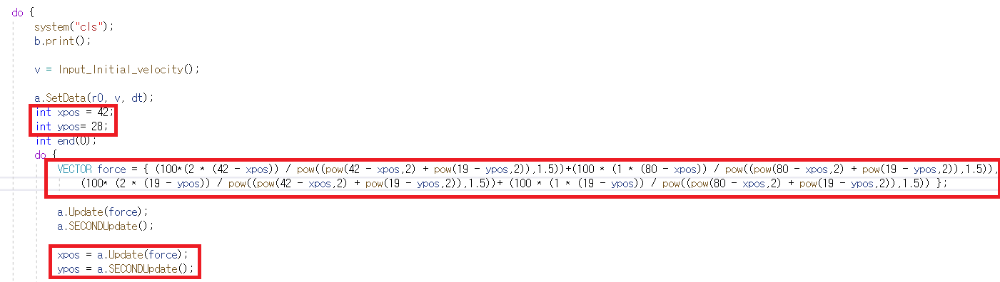 do {
system("cls");
b.print();
v = Input_Initial_velocity();
a.SetData(r0, v, dt);
int xpos = 42;
int ypos= 28;
int end(0);
do {
VECTOR force = { (100*(2 * (42 - xpos)) / pow((pow(42 - xpos,2) + pow(19 - ypos,2)),1.5))+(100 * (1 * (80 - xpos)) / pow((pow(80 - xpos,2) + pow(19 - ypos,2)),1.5)),
(100* (2 * (19 - ypos)) / pow((pow(42 - xpos,2) + pow(19 - ypos,2)),1.5))+ (100 * (1 * (19 - ypos)) / pow((pow(80 - xpos,2) + pow(19 - ypos,2)),1.5)) };
a.Update(force);
a.SECONDUpdate();
xpos = a.Update(force);
ypos = a.SECONDUpdate();